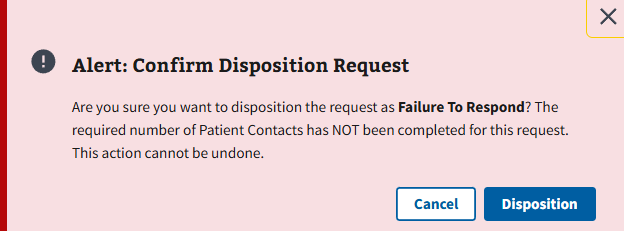 Alert: Confirm Disposition Request
Are you sure you want to disposition the request as Failure To Respond? The
required number of Patient Contacts has NOT been completed for this request.
This action cannot be undone.
Cancel
Disposition